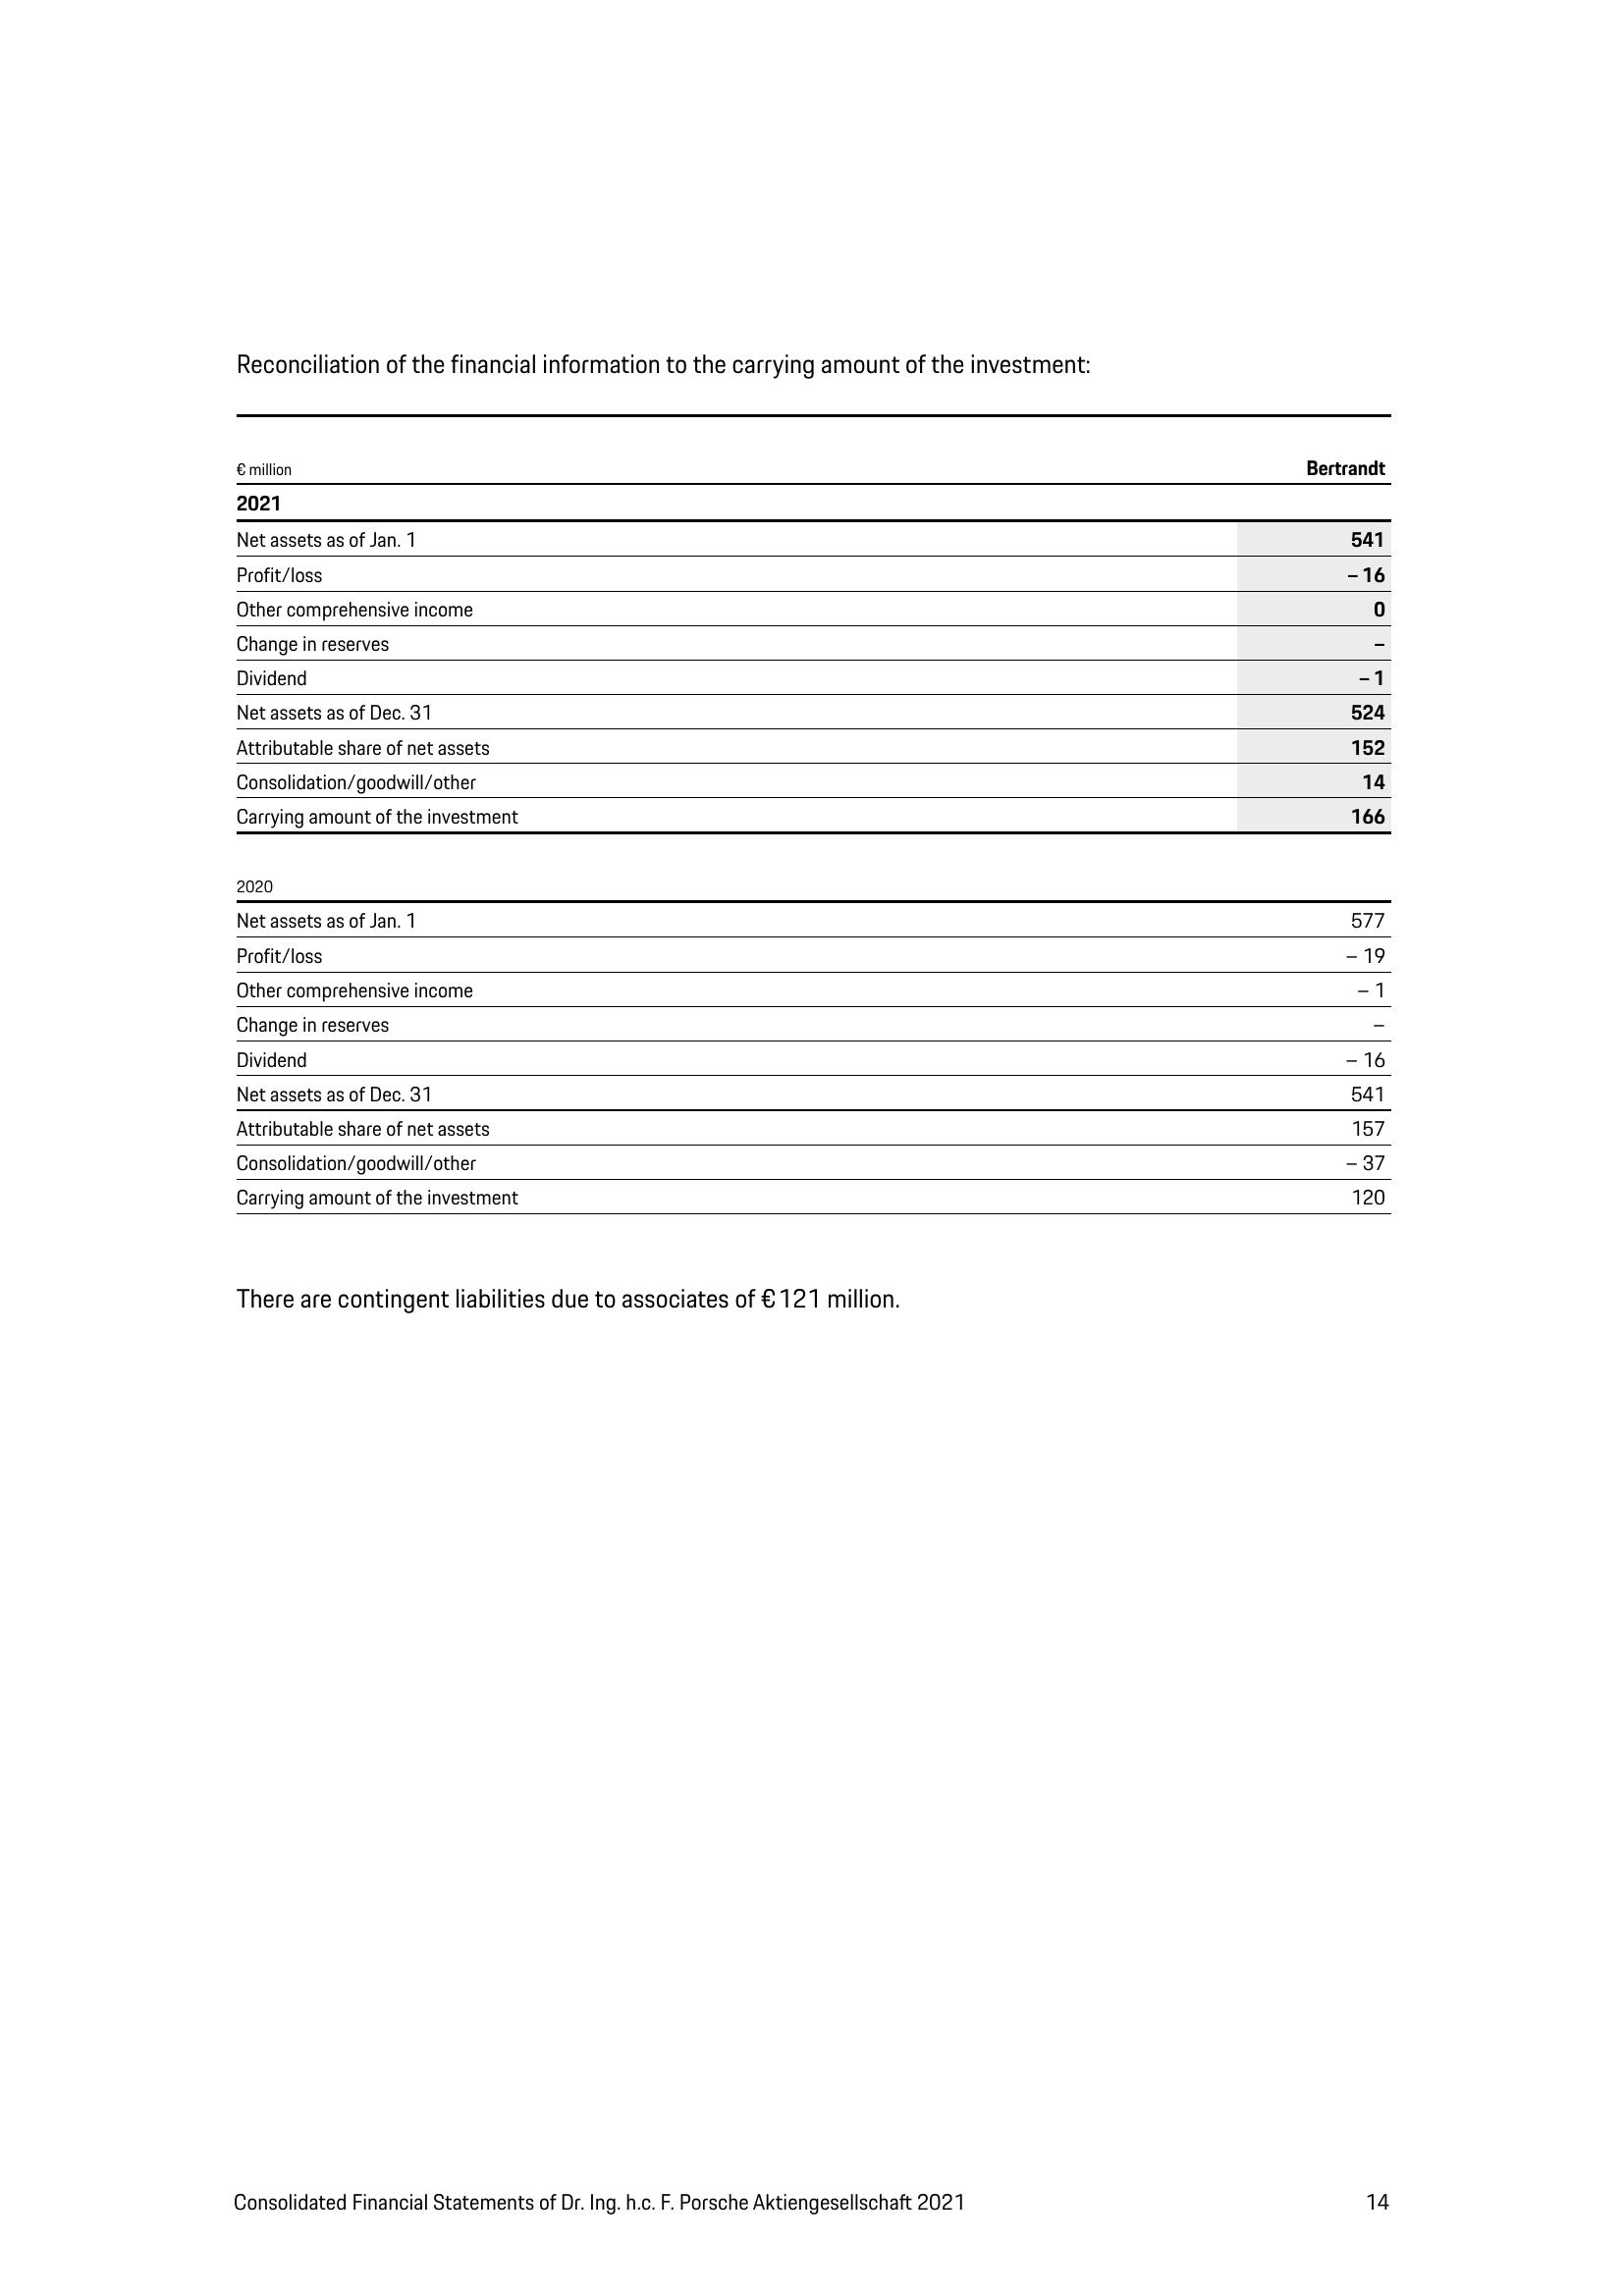 Reconciliation of the financial information to the carrying amount of the investment:
€ million Bertrandt
2021
Net assets as of Jan. 1 541
Profit/loss – 16
Other comprehensive income 0
Change in reserves –
Dividend – 1
Net assets as of Dec. 31 524
Attributable share of net assets 152
Consolidation/goodwill/other 14
Carrying amount of the investment 166
2020
Net assets as of Jan. 1 577
Profit/loss – 19
Other comprehensive income – 1
Change in reserves –
Dividend – 16
Net assets as of Dec. 31 541
Attributable share of net assets 157
Consolidation/goodwill/other – 37
Carrying amount of the investment 120
There are contingent liabilities due to associates of € 121 million.
Consolidated Financial Statements of Dr. Ing. h.c. F. Porsche Aktiengesellschaft 2021 14